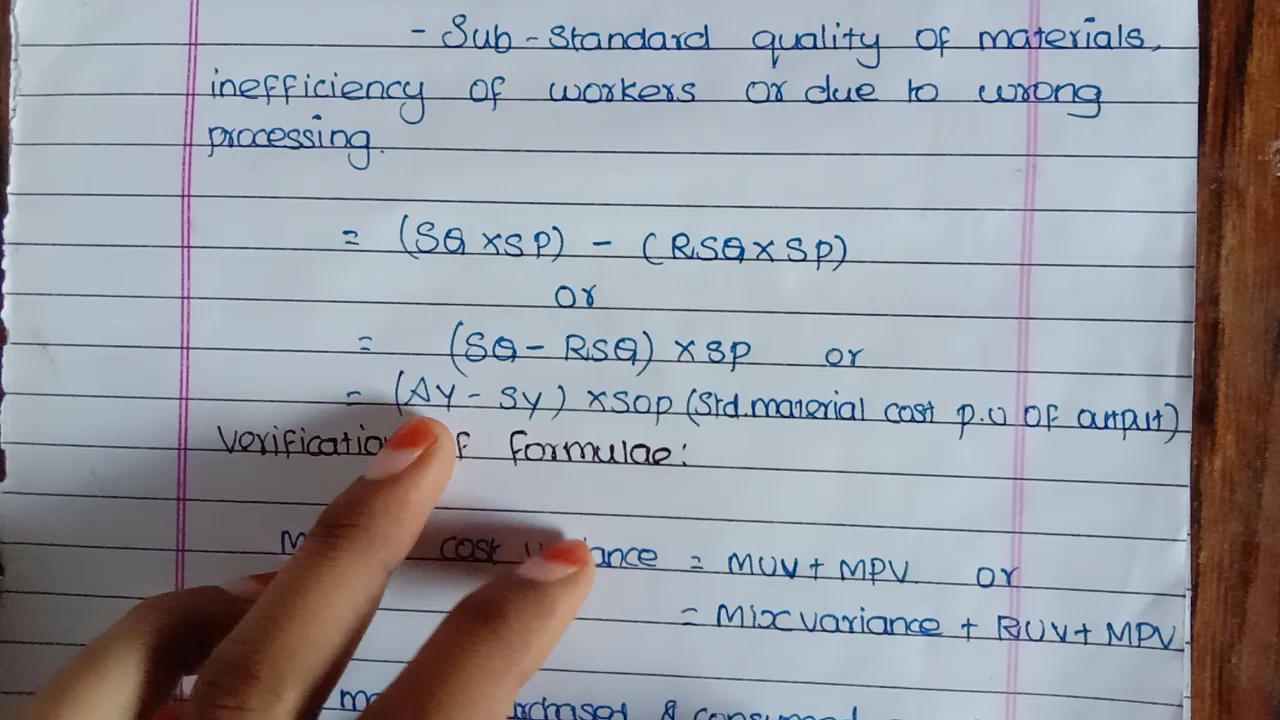 - Sub-Standard quality of materials,
inefficiency of workers or due to wrong
processing.
= (SQ × SP) - (RSQ × SP)
or
= (SQ - RSQ) × SP or
= (AY - SY) × SOP (Std. material cost p.u of output)
of formulae:
cost = MUV + MPV or
= Mix variance + RUV + MPV
& consumed